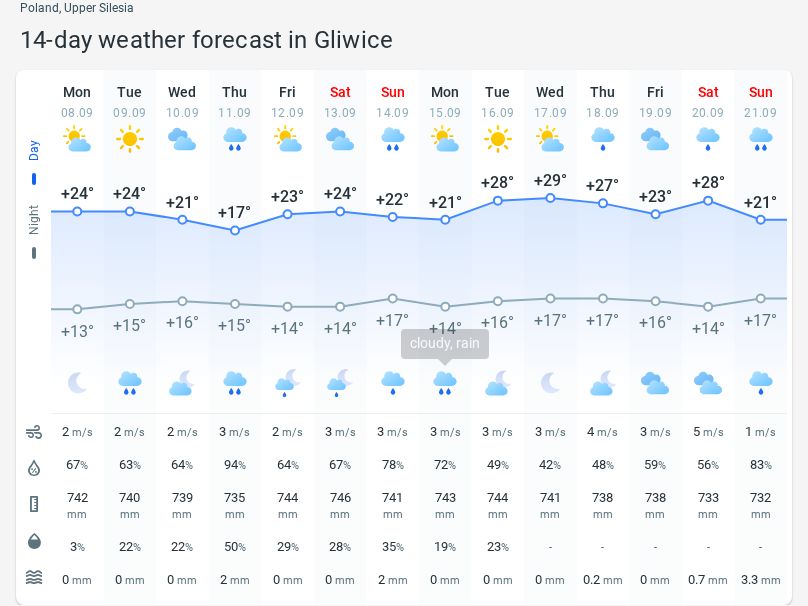 Poland, Upper Silesia
14-day weather forecast in Gliwice
Mon Tue Wed Thu Fri Sat Sun Mon Tue Wed Thu Fri Sat Sun
08.09 09.09 10.09 11.09 12.09 13.09 14.09 15.09 16.09 17.09 18.09 19.09 20.09 21.09
Day
+24° +24° +21° +17° +23° +24° +22° +21° +28° +29° +27° +23° +28° +21°
Night
+13° +15° +16° +15° +14° +14° +17° +14° +16° +17° +17° +16° +14° +17°
cloudy, rain
2 m/s 2 m/s 2 m/s 3 m/s 2 m/s 3 m/s 3 m/s 3 m/s 3 m/s 3 m/s 4 m/s 3 m/s 5 m/s 1 m/s
67% 63% 64% 94% 64% 67% 78% 72% 49% 42% 48% 59% 56% 83%
742 740 739 735 744 746 741 743 744 741 738 738 733 732
mm mm mm mm mm mm mm mm mm mm mm mm mm mm
3% 22% 22% 50% 29% 28% 35% 19% 23% - - - - -
0 mm 0 mm 0 mm 2 mm 0 mm 0 mm 2 mm 0 mm 0 mm 0 mm 0.2 mm 0 mm 0.7 mm 3.3 mm